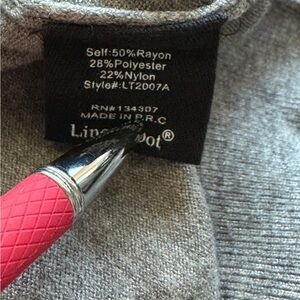 Self:50%Rayon
28%Polyester
22%Nylon
Style#:LT2007A
RN#134307
MADE IN P.R.C